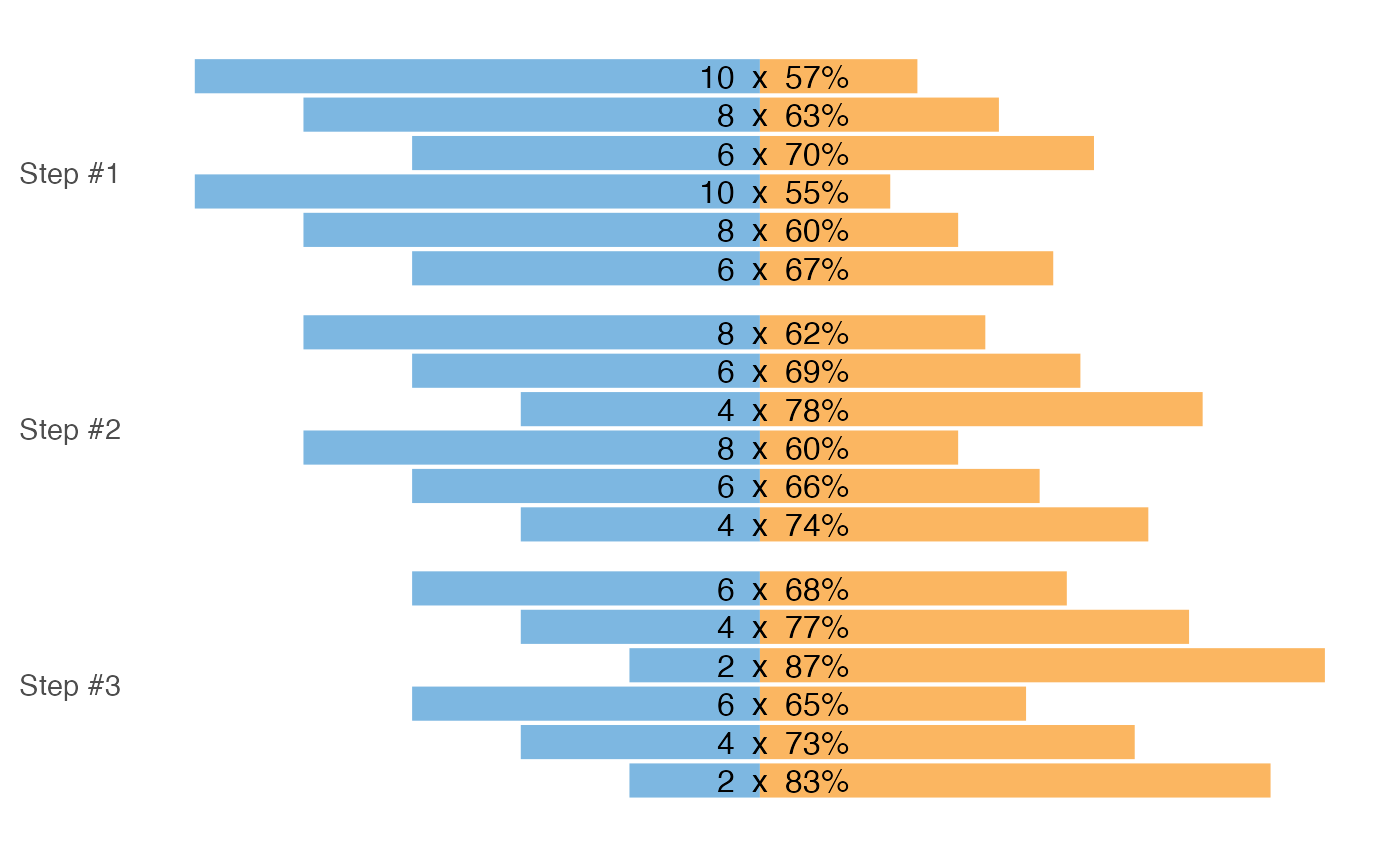 10 x 57%
8 x 63%
6 x 70%
Step #1
10 x 55%
8 x 60%
6 x 67%
8 x 62%
6 x 69%
4 x 78%
Step #2
8 x 60%
6 x 66%
4 x 74%
6 x 68%
4 x 77%
2 x 87%
Step #3
6 x 65%
4 x 73%
2 x 83%